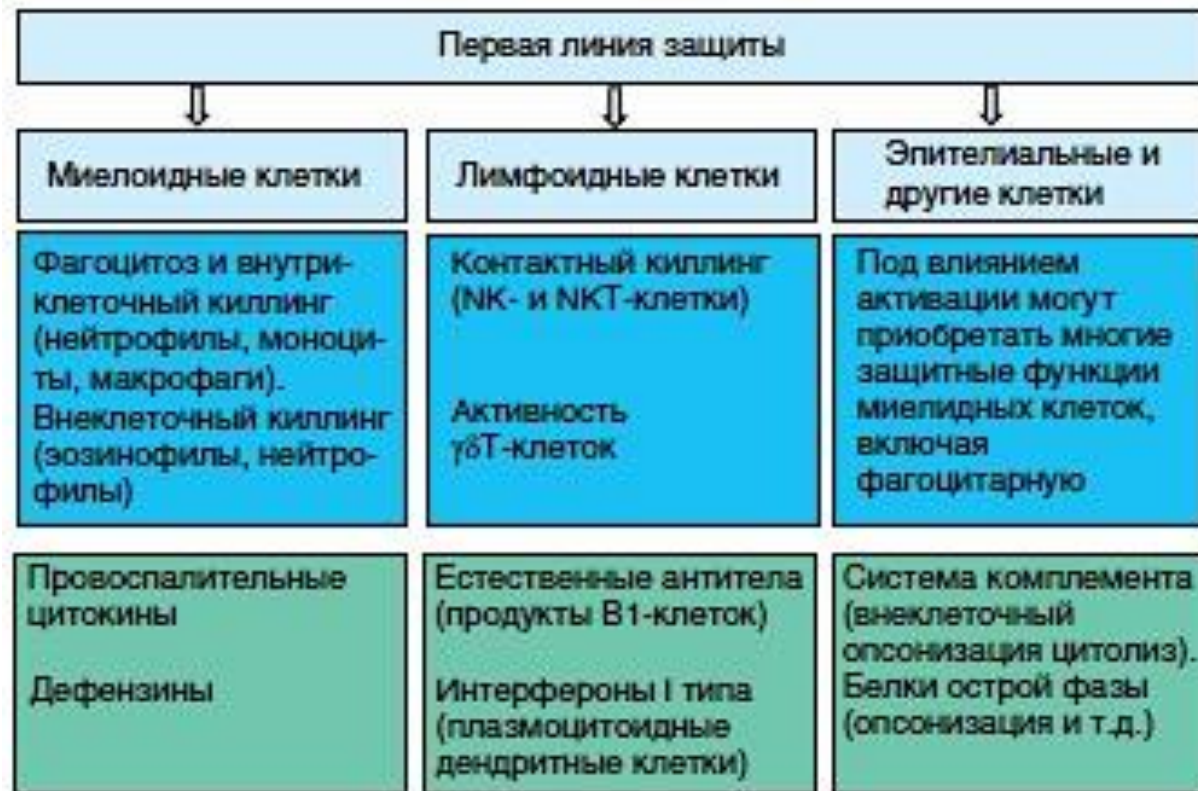 Первая линия защиты
Миелоидные клетки
Лимфоидные клетки
Эпителиальные и
другие клетки
Фагоцитоз и внутри-
клеточный киллинг
(нейтрофилы, моноци-
ты, макрофаги).
Внеклеточный киллинг
(эозинофилы, нейтро-
филы)
Контактный киллинг
(NK- и NKT-клетки)
Активность
γδT-клеток
Под влиянием
активации могут
приобретать многие
защитные функции
миелидных клеток,
включая
фагоцитарную
Провоспалительные
цитокины
Дефензины
Естественные антитела
(продукты B1-клеток)
Интерфероны I типа
(плазмоцитоидные
дендритные клетки)
Система комплемента
(внеклеточный
опсонизация цитолиз).
Белки острой фазы
(опсонизация и т.д.)